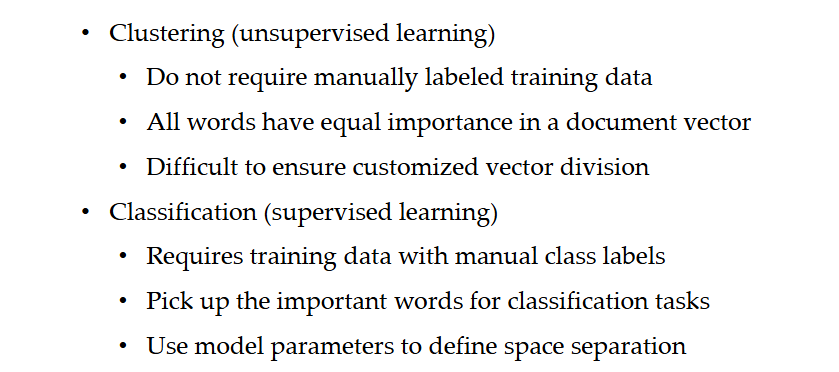 • Clustering (unsupervised learning)
• Do not require manually labeled training data
• All words have equal importance in a document vector
• Difficult to ensure customized vector division
• Classification (supervised learning)
• Requires training data with manual class labels
• Pick up the important words for classification tasks
• Use model parameters to define space separation